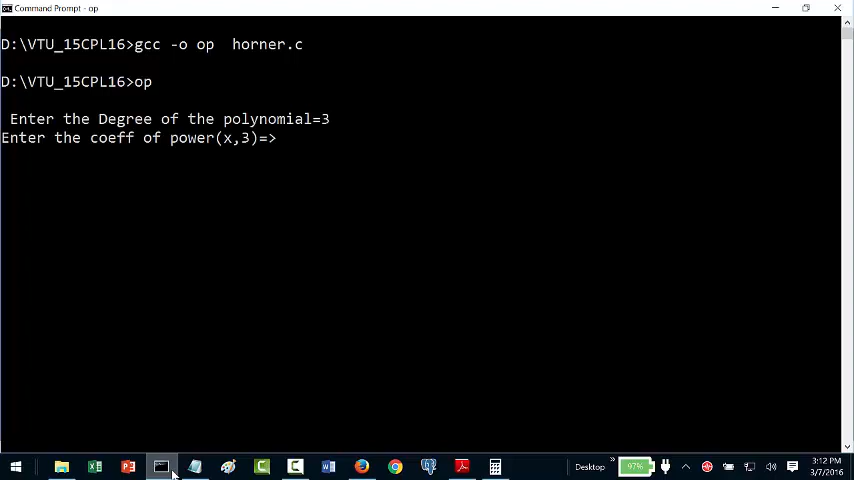 Command Prompt - op
D:\VTU_15CPL16>gcc -o op  horner.c
D:\VTU_15CPL16>op
Enter the Degree of the polynomial=3
Enter the coeff of power(x,3)=>
Desktop
97%
3:12 PM
3/7/2016